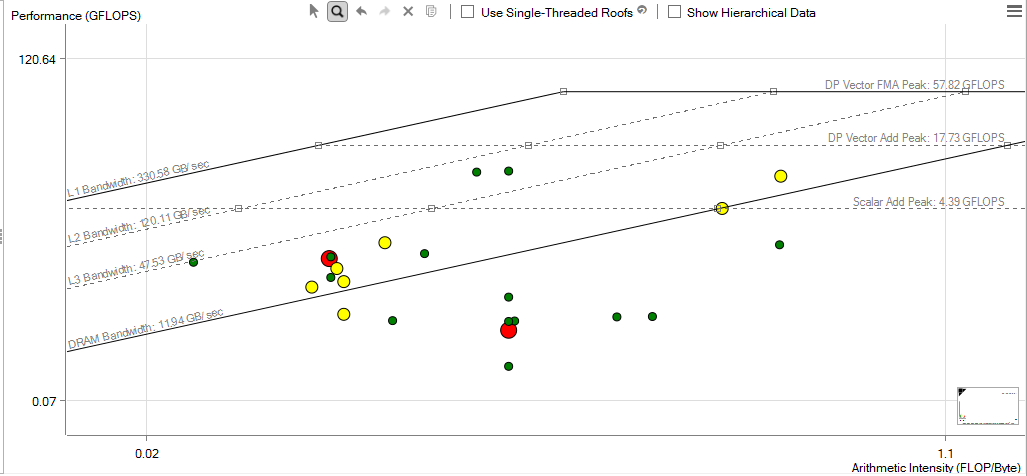 Performance (GFLOPS)
Use Single-Threaded Roofs
Show Hierarchical Data
120.64
DP Vector FMA Peak: 57.82 GFLOPS
DP Vector Add Peak: 17.73 GFLOPS
L1 Bandwidth: 330.58 GB/sec
Scalar Add Peak: 4.39 GFLOPS
L2 Bandwidth: 120.11 GB/sec
L3 Bandwidth: 47.53 GB/sec
DRAM Bandwidth: 11.94 GB/sec
0.07
0.02
1.1
Arithmetic Intensity (FLOP/Byte)